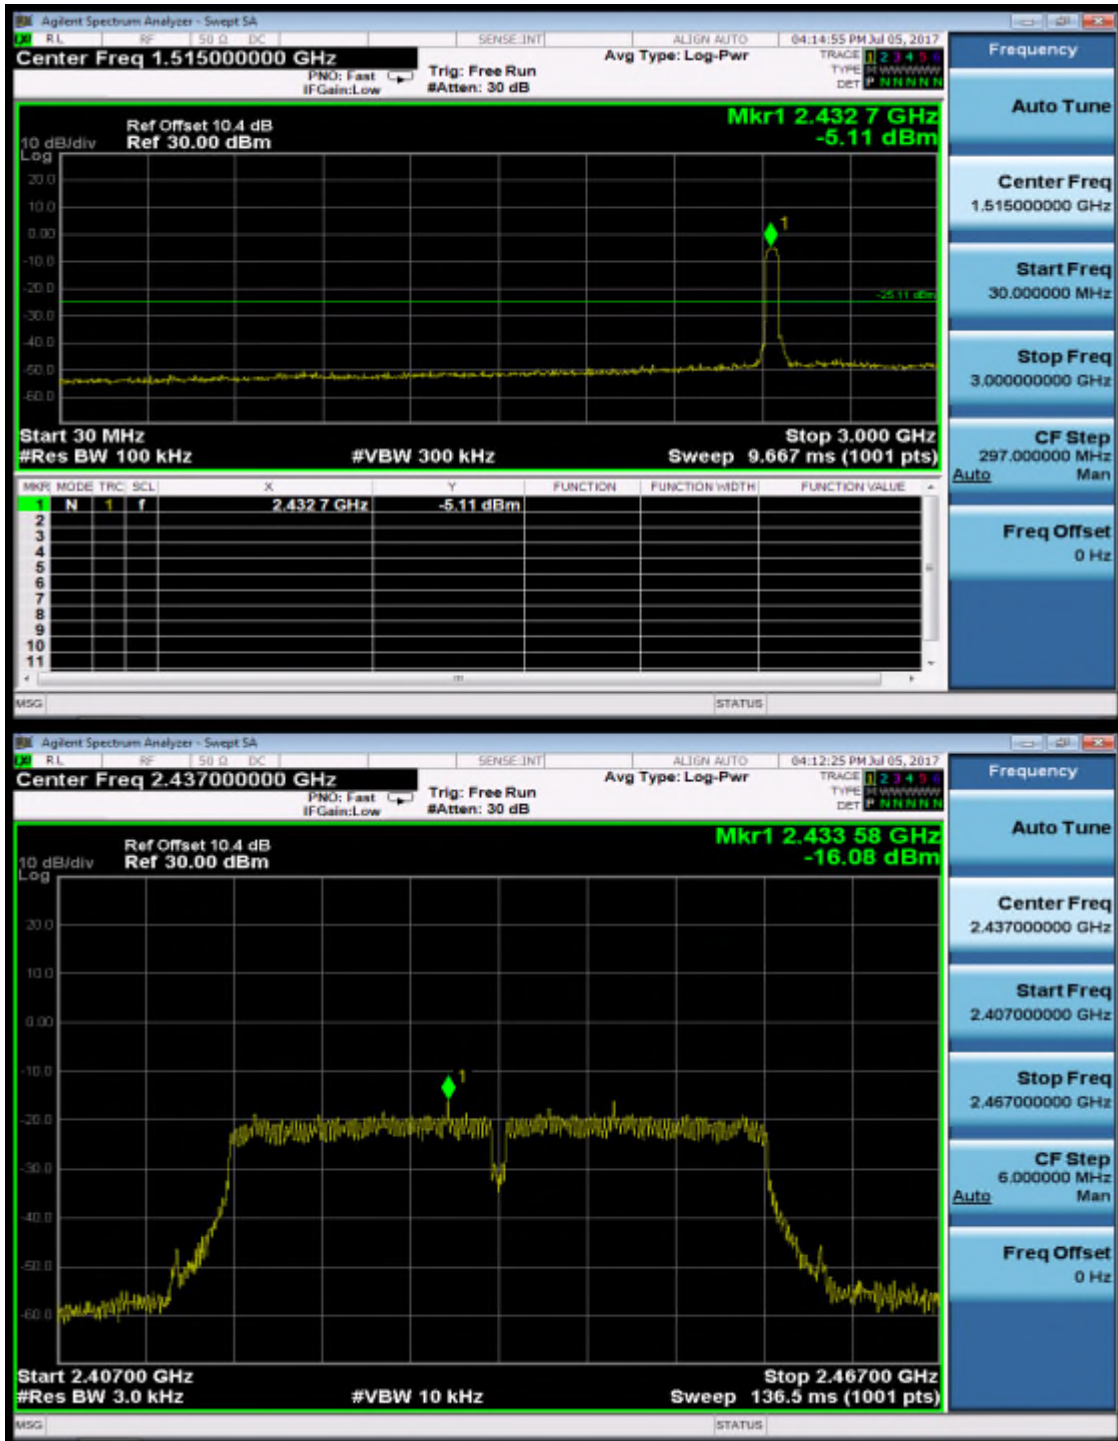 Agilent Spectrum Analyzer - Swept SA
RL RF 50 Ω DC SENSE:INT ALIGN AUTO 04:14:55 PM Jul 05, 2017
Center Freq 1.515000000 GHz
PNO: Fast
IFGain:Low
Trig: Free Run
#Atten: 30 dB
Avg Type: Log-Pwr
TRACE 1 2 3 4 5 6
TYPE M WWWWW
DET P N N N N N
Mkr1 2.432 7 GHz
-5.11 dBm
Ref Offset 10.4 dB
10 dB/div Ref 30.00 dBm
Log
20.0
10.0
0.00
-10.0
-20.0
-30.0
-40.0
-50.0
-60.0
1
-25.11 dBm
Start 30 MHz Stop 3.000 GHz
#Res BW 100 kHz #VBW 300 kHz Sweep 9.667 ms (1001 pts)
MKR MODE TRC SCL X Y FUNCTION FUNCTION WIDTH FUNCTION VALUE
1 N 1 f 2.432 7 GHz -5.11 dBm
2
3
4
5
6
7
8
9
10
11
MSG STATUS
Frequency
Auto Tune
Center Freq
1.515000000 GHz
Start Freq
30.000000 MHz
Stop Freq
3.000000000 GHz
CF Step
297.000000 MHz
Auto Man
Freq Offset
0 Hz
Agilent Spectrum Analyzer - Swept SA
RL RF 50 Ω DC SENSE:INT ALIGN AUTO 04:12:25 PM Jul 05, 2017
Center Freq 2.437000000 GHz
PNO: Fast
IFGain:Low
Trig: Free Run
#Atten: 30 dB
Avg Type: Log-Pwr
TRACE 1 2 3 4 5 6
TYPE M WWWWW
DET P N N N N N
Mkr1 2.433 58 GHz
-16.08 dBm
Ref Offset 10.4 dB
10 dB/div Ref 30.00 dBm
Log
20.0
10.0
0.00
-10.0
-20.0
-30.0
-40.0
-50.0
-60.0
1
Start 2.40700 GHz Stop 2.46700 GHz
#Res BW 3.0 kHz #VBW 10 kHz Sweep 136.5 ms (1001 pts)
MSG STATUS
Frequency
Auto Tune
Center Freq
2.437000000 GHz
Start Freq
2.407000000 GHz
Stop Freq
2.467000000 GHz
CF Step
6.000000 MHz
Auto Man
Freq Offset
0 Hz